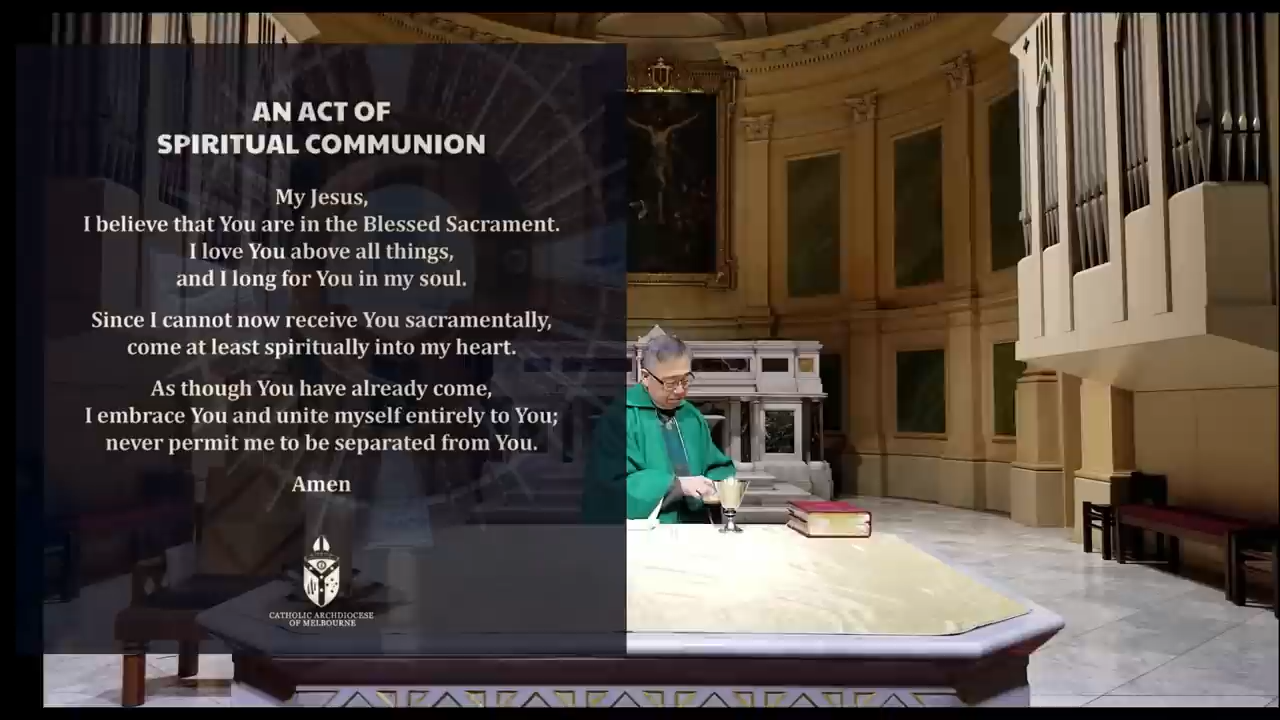 AN ACT OF
SPIRITUAL COMMUNION
My Jesus,
I believe that You are in the Blessed Sacrament.
I love You above all things,
and I long for You in my soul.
Since I cannot now receive You sacramentally,
come at least spiritually into my heart.
As though You have already come,
I embrace You and unite myself entirely to You;
never permit me to be separated from You.
Amen
CATHOLIC ARCHDIOCESE
OF MELBOURNE